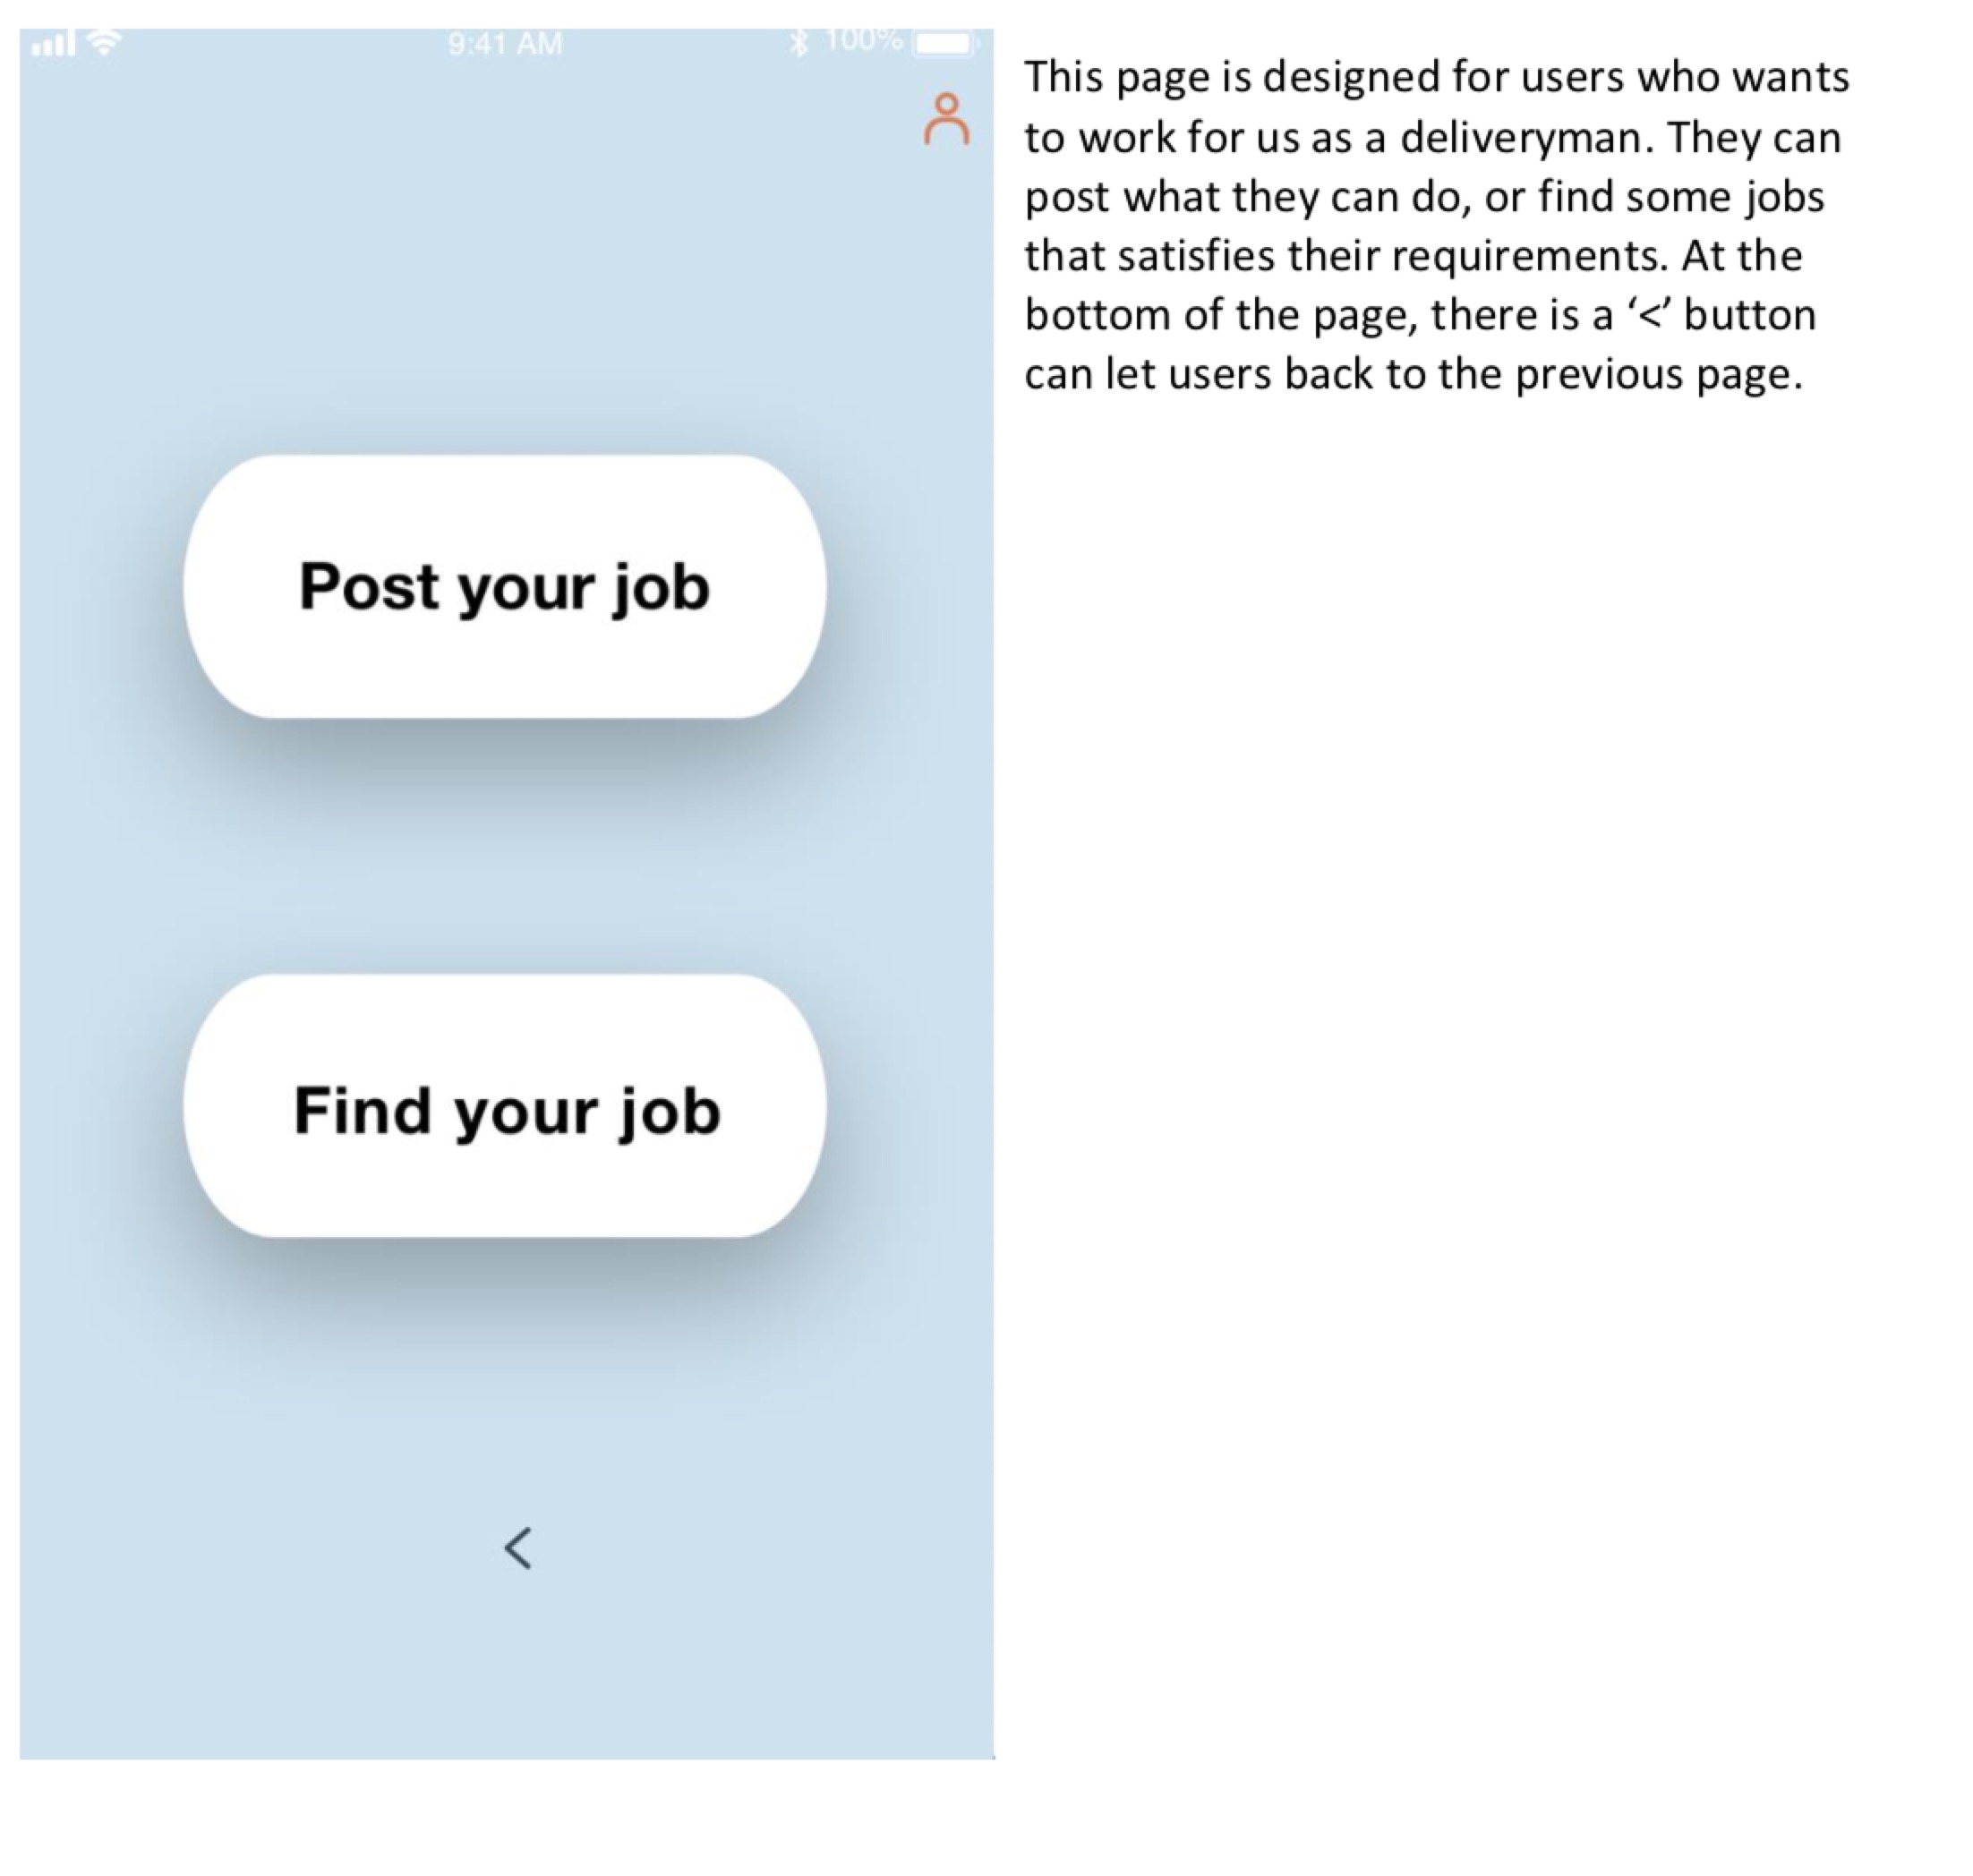 9:41 AM
100%
This page is designed for users who wants
to work for us as a deliveryman. They can
post what they can do, or find some jobs
that satisfies their requirements. At the
bottom of the page, there is a ‘<’ button
can let users back to the previous page.
Post your job
Find your job
<